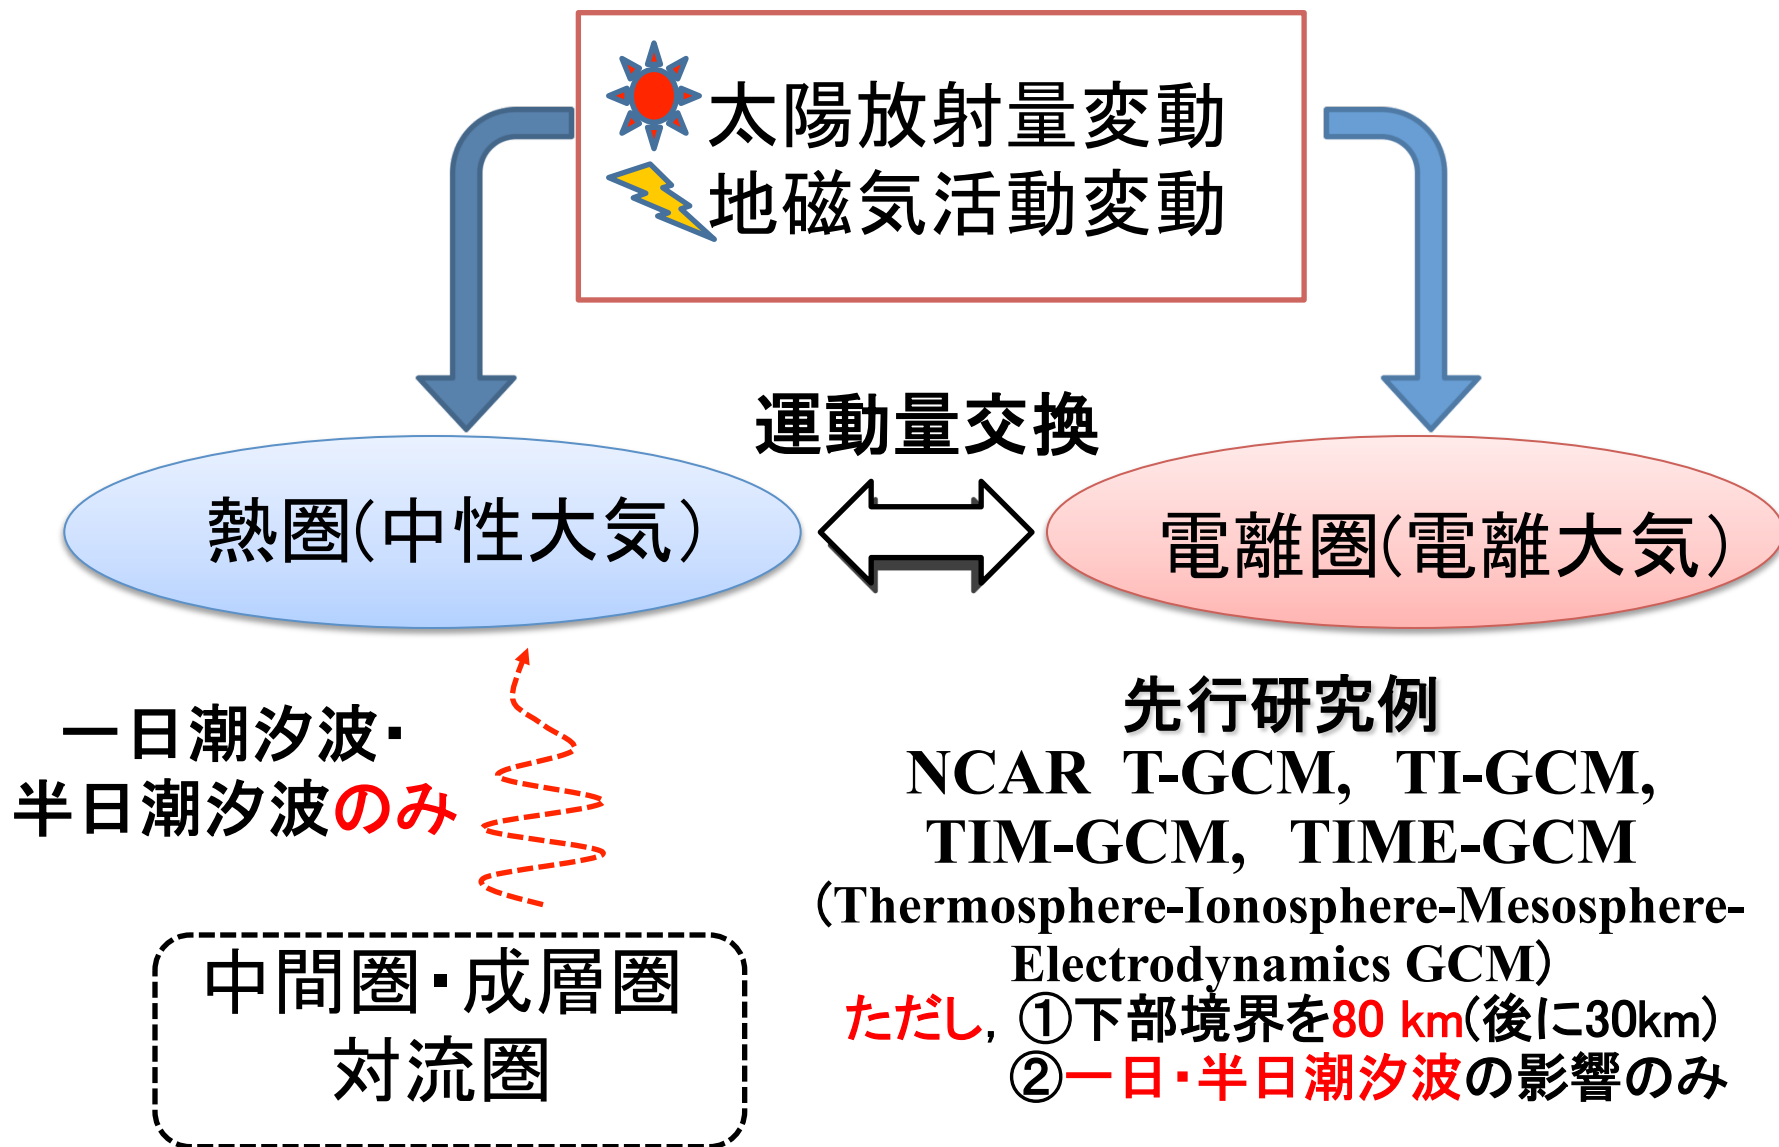 太陽放射量変動
地磁気活動変動
運動量交換
熱圏(中性大気)
電離圏(電離大気)
一日潮汐波・
半日潮汐波のみ
中間圏・成層圏
対流圏
先行研究例
NCAR T-GCM, TI-GCM,
TIM-GCM, TIME-GCM
(Thermosphere-Ionosphere-Mesosphere-
Electrodynamics GCM)
ただし, ①下部境界を80 km(後に30km)
②一日・半日潮汐波の影響のみ